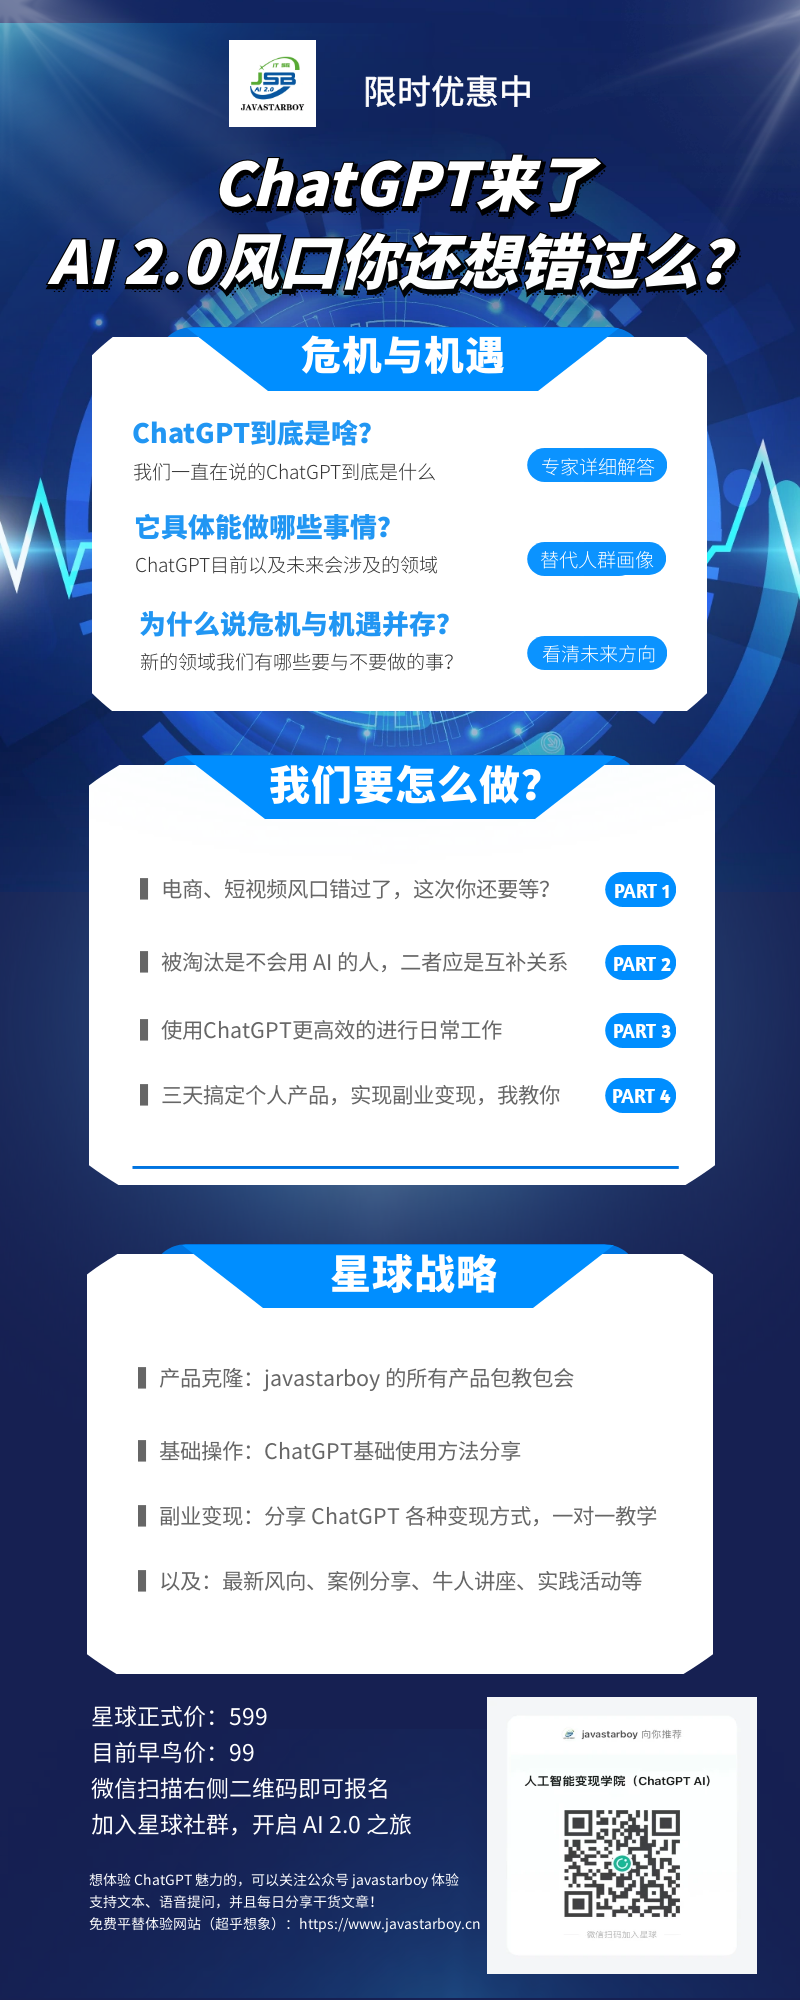 IT 编
JSB
AI 2.0
JAVASTARBOY
限时优惠中
ChatGPT来了
AI 2.0风口你还想错过么？
危机与机遇
ChatGPT到底是啥？
我们一直在说的ChatGPT到底是什么
专家详细解答
它具体能做哪些事情？
ChatGPT目前以及未来会涉及的领域
替代人群画像
为什么说危机与机遇并存？
新的领域我们有哪些要与不要做的事？
看清未来方向
我们要怎么做？
电商、短视频风口错过了，这次你还要等？
PART 1
被淘汰是不会用 AI 的人，二者应是互补关系
PART 2
使用ChatGPT更高效的进行日常工作
PART 3
三天搞定个人产品，实现副业变现，我教你
PART 4
星球战略
产品克隆：javastarboy 的所有产品包教包会
基础操作：ChatGPT基础使用方法分享
副业变现：分享 ChatGPT 各种变现方式，一对一教学
以及：最新风向、案例分享、牛人讲座、实践活动等
星球正式价：599
目前早鸟价：99
微信扫描右侧二维码即可报名
加入星球社群，开启 AI 2.0 之旅
想体验 ChatGPT 魅力的，可以关注公众号 javastarboy 体验
支持文本、语音提问，并且每日分享干货文章！
免费平替体验网站（超乎想象）：https://www.javastarboy.cn
javastarboy 向你推荐
人工智能变现学院（ChatGPT AI）
微信扫码加入星球